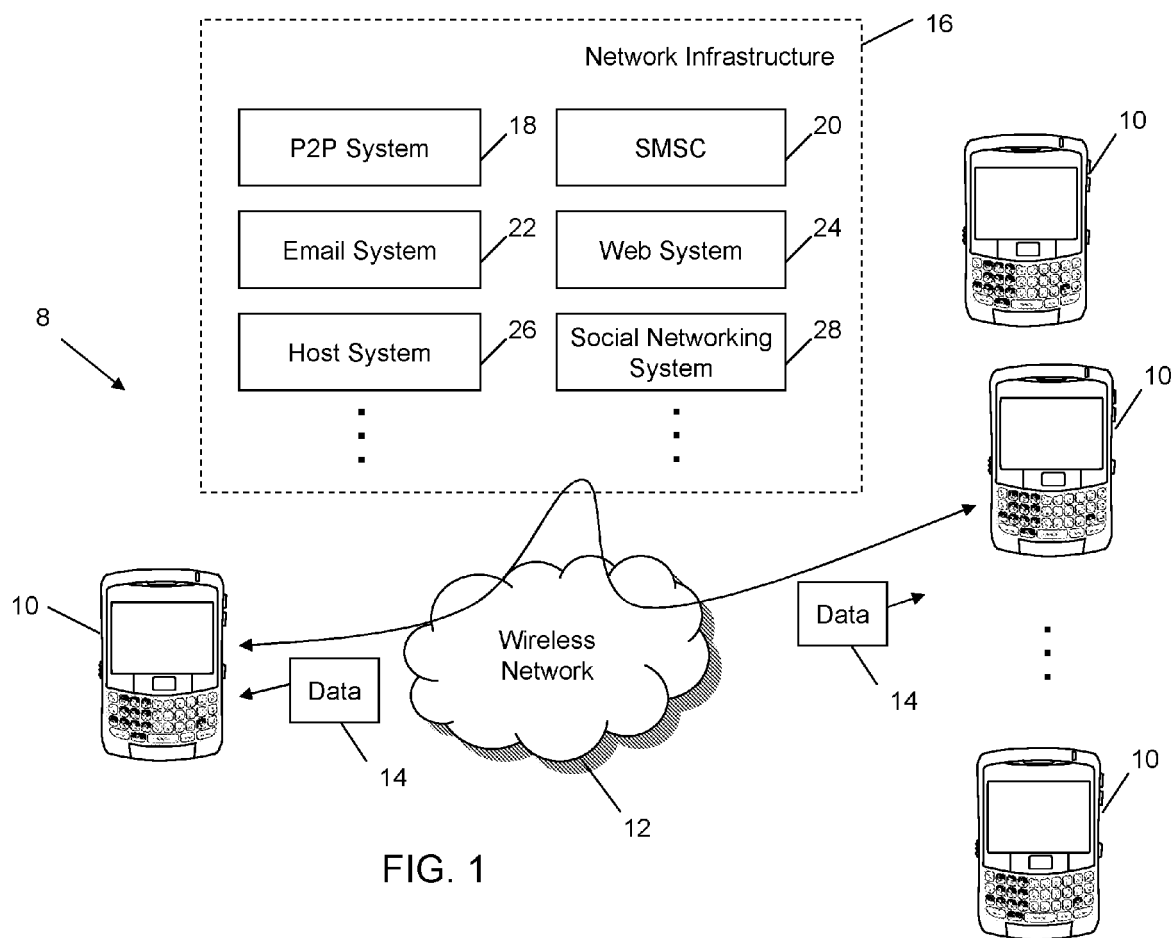 16
Network Infrastructure
P2P System
18
SMSC
20
10
Email System
22
Web System
24
8
Host System
26
Social Networking
System
28
10
10
Wireless
Network
Data
14
Data
14
12
10
FIG. 1